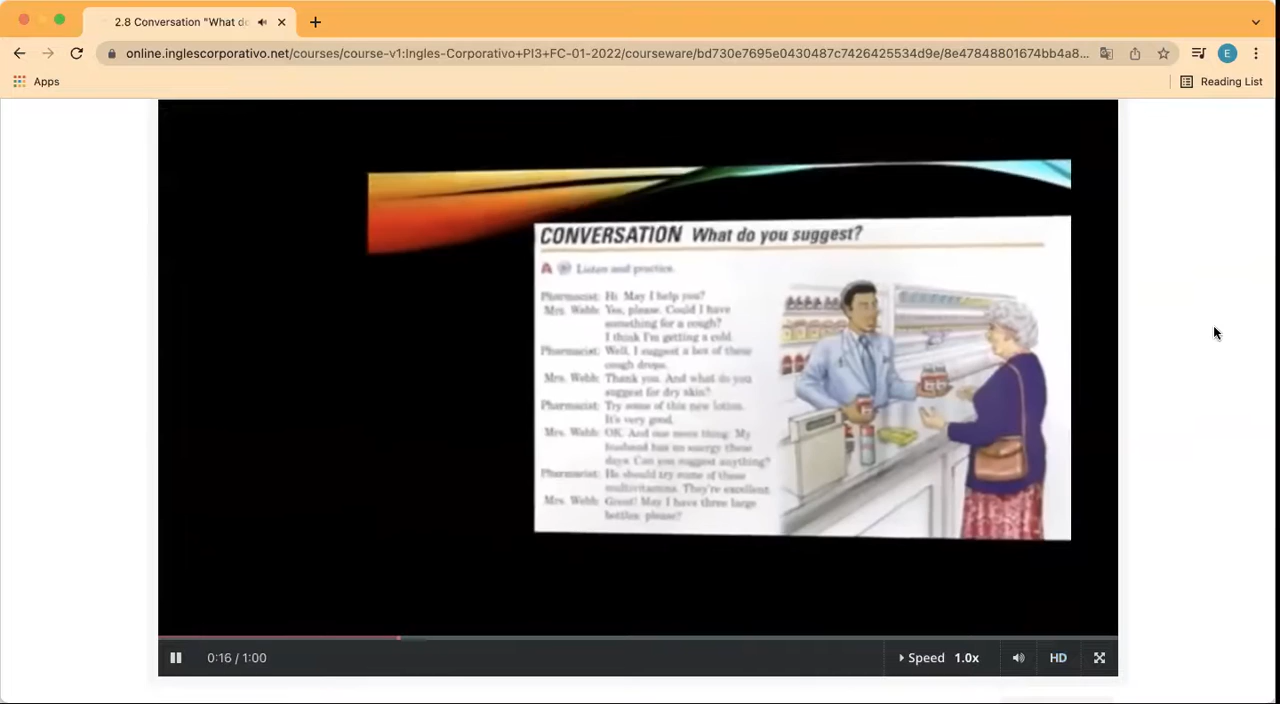 2.8 Conversation "What do
online.inglescorporativo.net/courses/course-v1:Ingles-Corporativo+PI3+FC-01-2022/courseware/bd730e7695e0430487c7426425534d9e/8e47848801674bb4a8...
E
Apps
Reading List
CONVERSATION What do you suggest?
A Listen and practice.
Pharmacist: Hi. May I help you?
Mrs. Webb: Yes, please. Could I have
something for a cough?
I think I'm getting a cold.
Pharmacist: Well, I suggest a box of these
cough drops.
Mrs. Webb: Thank you. And what do you
suggest for dry skin?
Pharmacist: Try some of this new lotion.
It's very good.
Mrs. Webb: OK. And one more thing. My
husband has no energy these
days. Can you suggest anything?
Pharmacist: He should try some of these
multivitamins. They're excellent.
Mrs. Webb: Great! May I have three large
bottles, please?
0:16 / 1:00
Speed 1.0x
HD